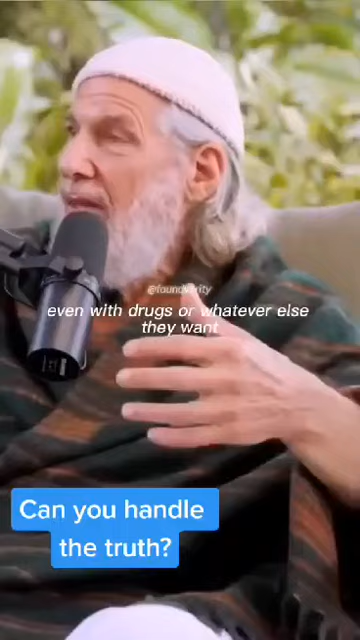 @foundverity
even with drugs or whatever else
they want
Can you handle
the truth?